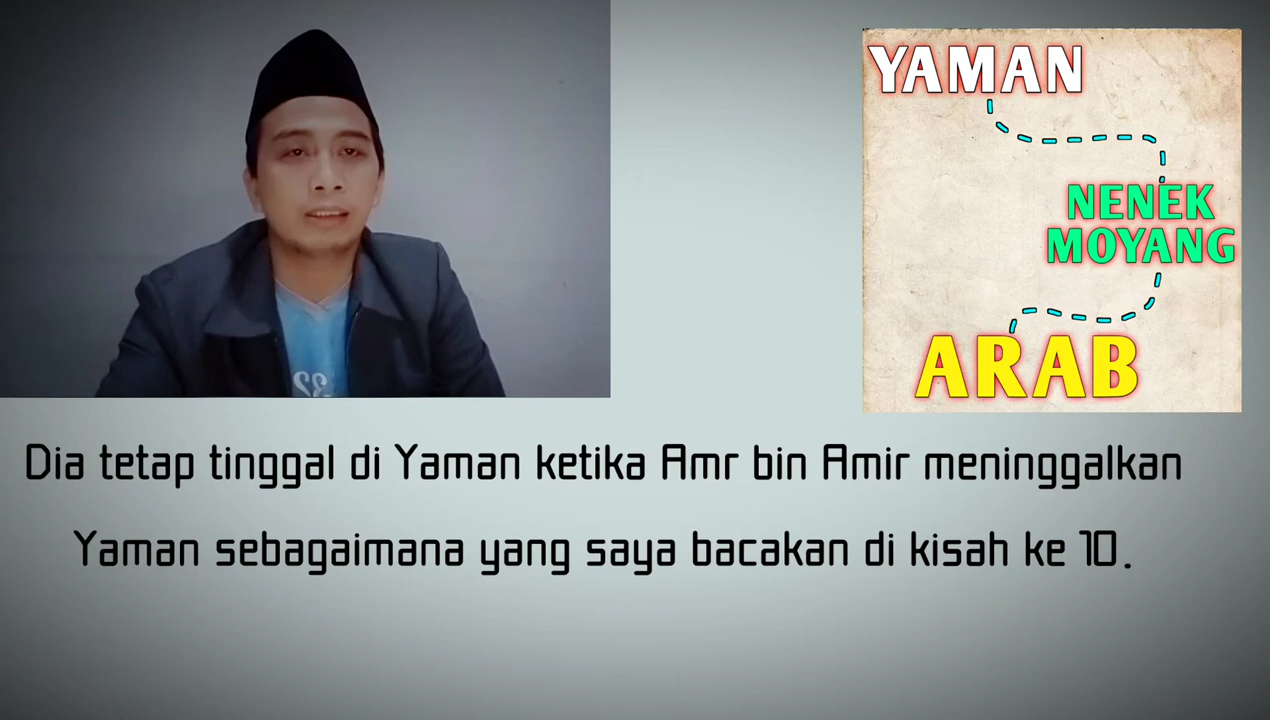 YAMAN
NENEK
MOYANG
ARAB
Dia tetap tinggal di Yaman ketika Amr bin Amir meninggalkan
Yaman sebagaimana yang saya bacakan di kisah ke 10.